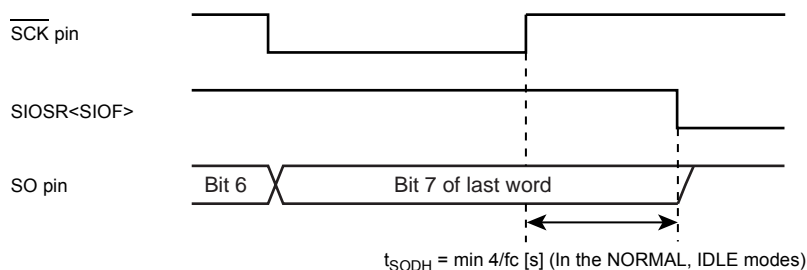 SCK pin
SIOSR<SIOF>
SO pin
Bit 6
Bit 7 of last word
tSODH = min 4/fc [s] (In the NORMAL, IDLE modes)